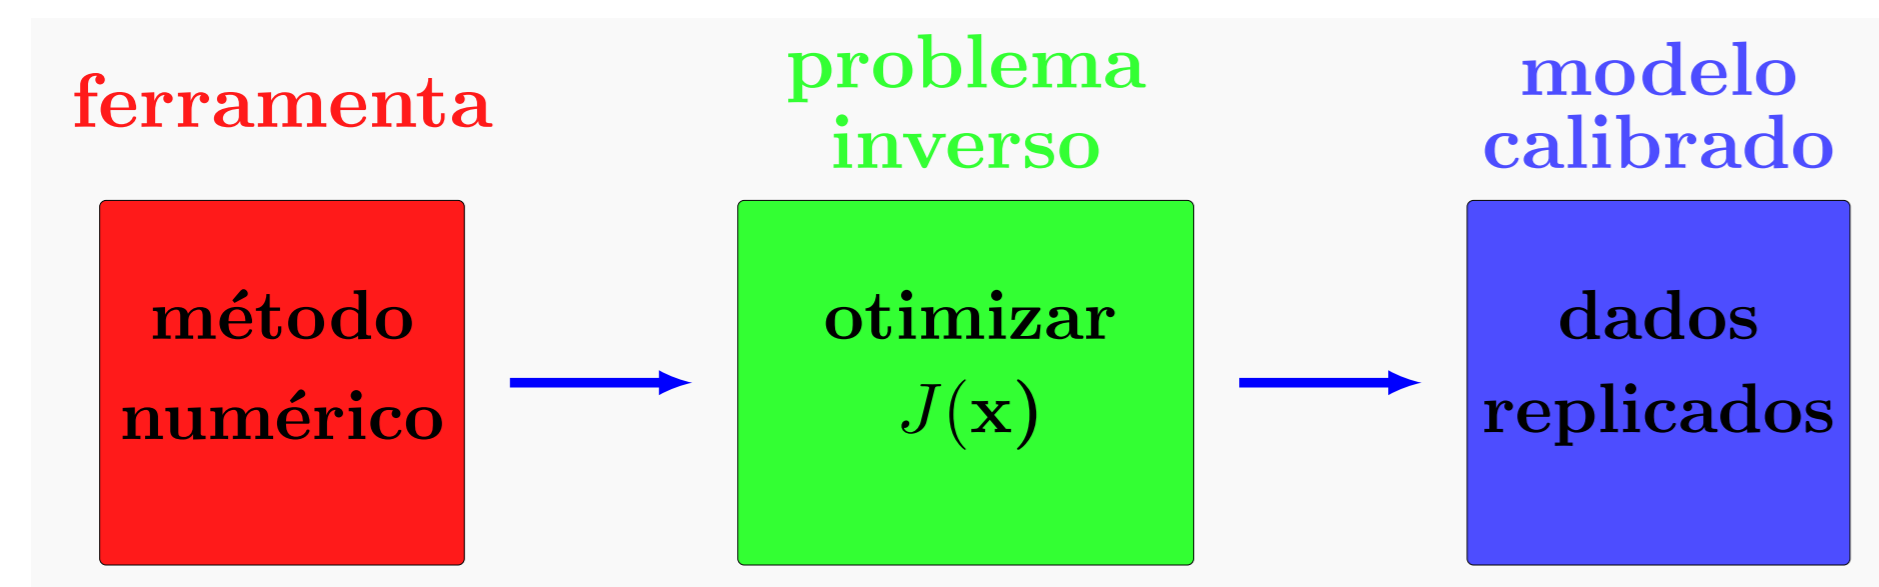 ferramenta
método
numérico
problema
inverso
otimizar
J(x)
modelo
calibrado
dados
replicados